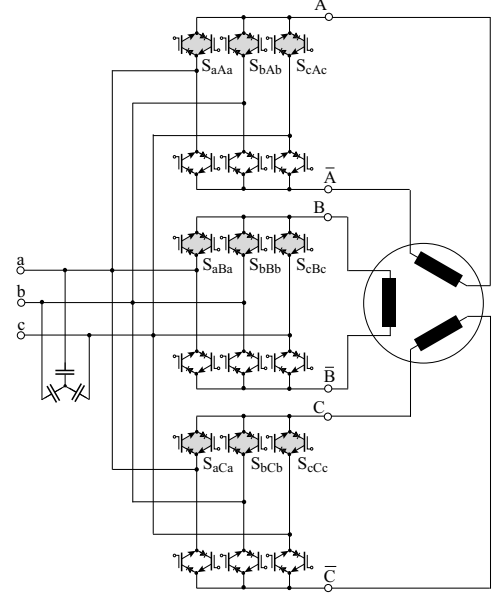 A
S_aAa S_bAb S_cAc
A̅
B
S_aBa S_bBb S_cBc
a
b
c
B̅
C
S_aCa S_bCb S_cCc
C̅